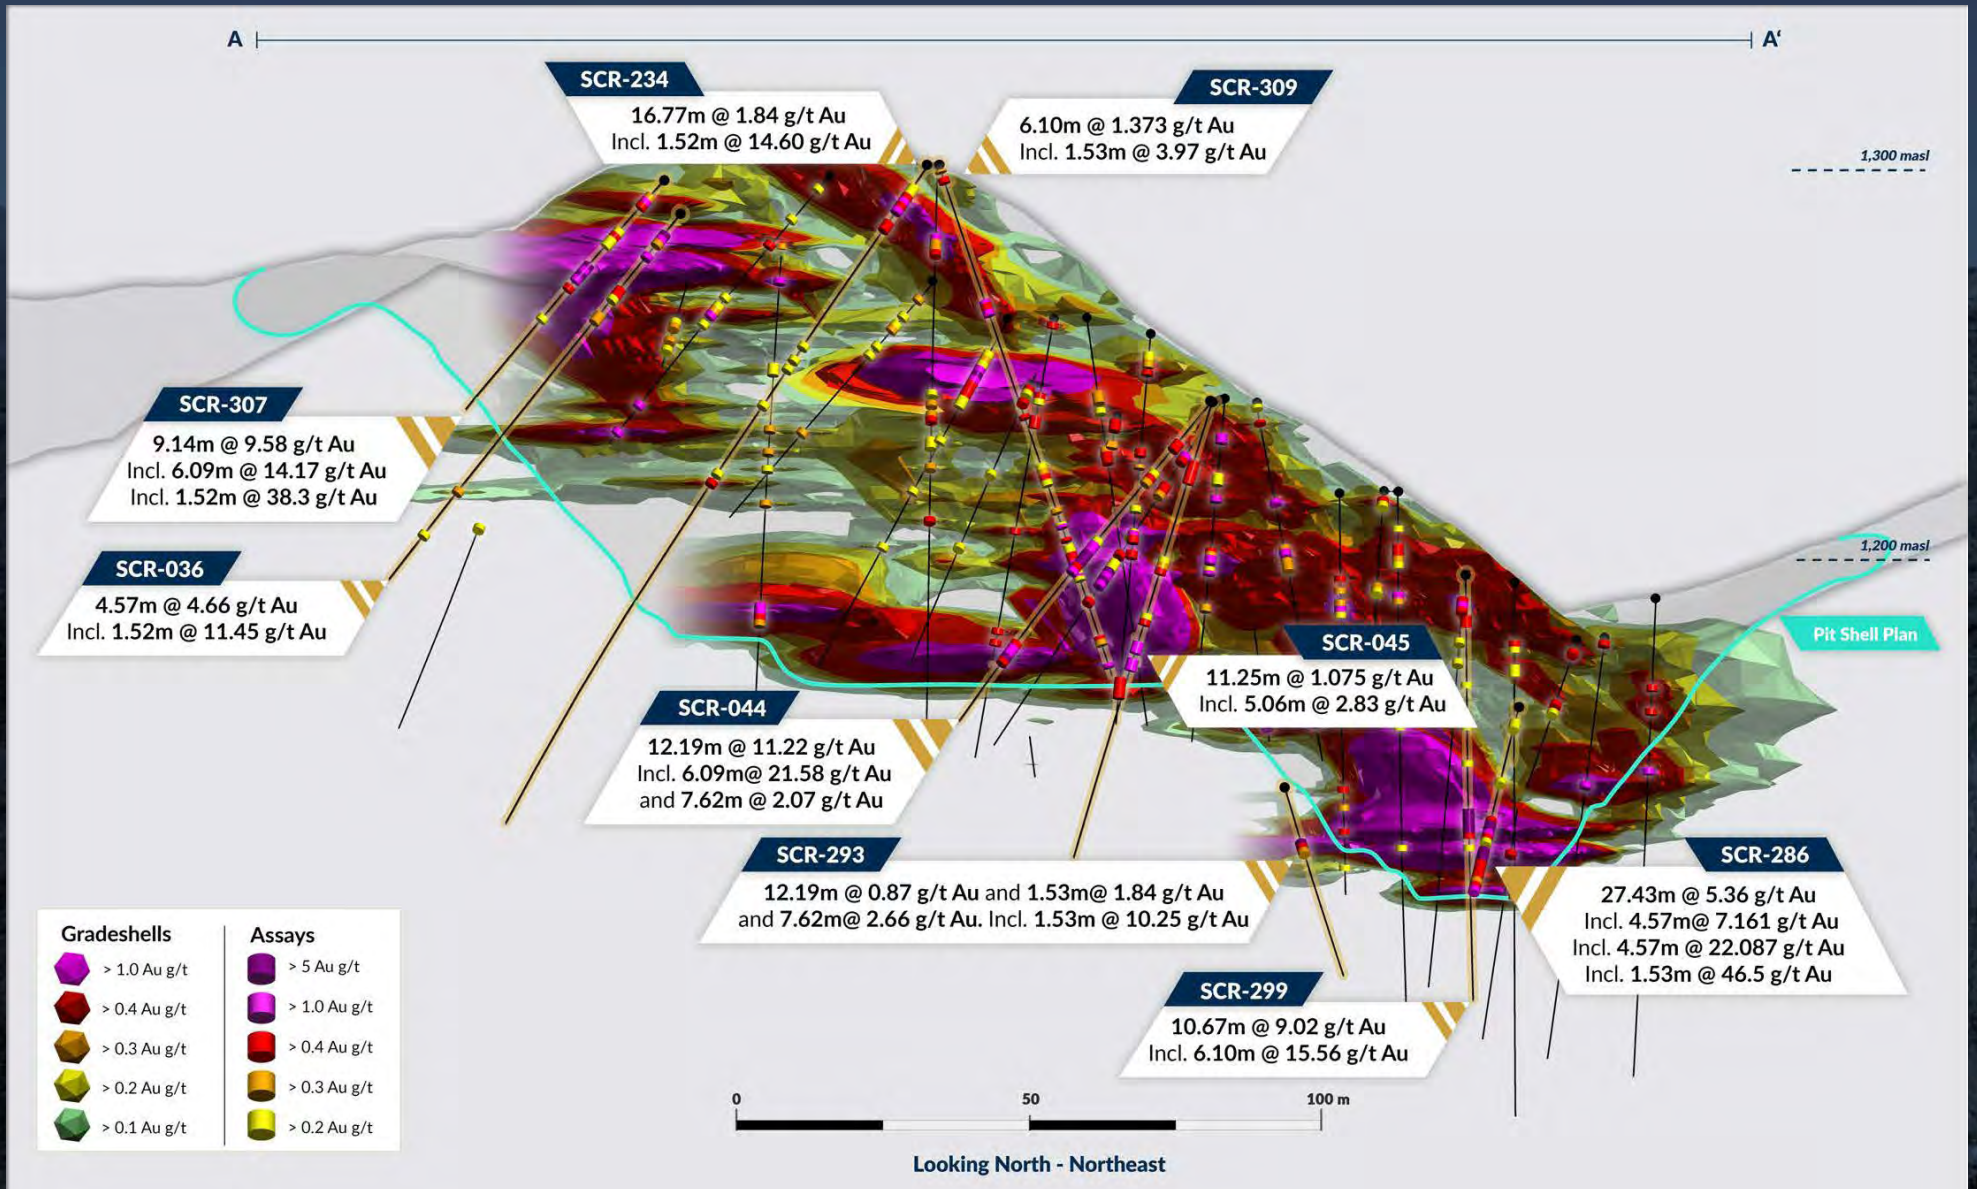 A
A'
SCR-234
16.77m @ 1.84 g/t Au
Incl. 1.52m @ 14.60 g/t Au
SCR-309
6.10m @ 1.373 g/t Au
Incl. 1.53m @ 3.97 g/t Au
1,300 masl
SCR-307
9.14m @ 9.58 g/t Au
Incl. 6.09m @ 14.17 g/t Au
Incl. 1.52m @ 38.3 g/t Au
SCR-036
4.57m @ 4.66 g/t Au
Incl. 1.52m @ 11.45 g/t Au
1,200 masl
Pit Shell Plan
SCR-045
11.25m @ 1.075 g/t Au
Incl. 5.06m @ 2.83 g/t Au
SCR-044
12.19m @ 11.22 g/t Au
Incl. 6.09m@ 21.58 g/t Au
and 7.62m @ 2.07 g/t Au
SCR-293
12.19m @ 0.87 g/t Au and 1.53m@ 1.84 g/t Au
and 7.62m@ 2.66 g/t Au. Incl. 1.53m @ 10.25 g/t Au
SCR-286
27.43m @ 5.36 g/t Au
Incl. 4.57m@ 7.161 g/t Au
Incl. 4.57m @ 22.087 g/t Au
Incl. 1.53m @ 46.5 g/t Au
SCR-299
10.67m @ 9.02 g/t Au
Incl. 6.10m @ 15.56 g/t Au
Gradeshells
> 1.0 Au g/t
> 0.4 Au g/t
> 0.3 Au g/t
> 0.2 Au g/t
> 0.1 Au g/t
Assays
> 5 Au g/t
> 1.0 Au g/t
> 0.4 Au g/t
> 0.3 Au g/t
> 0.2 Au g/t
0
50
100 m
Looking North - Northeast